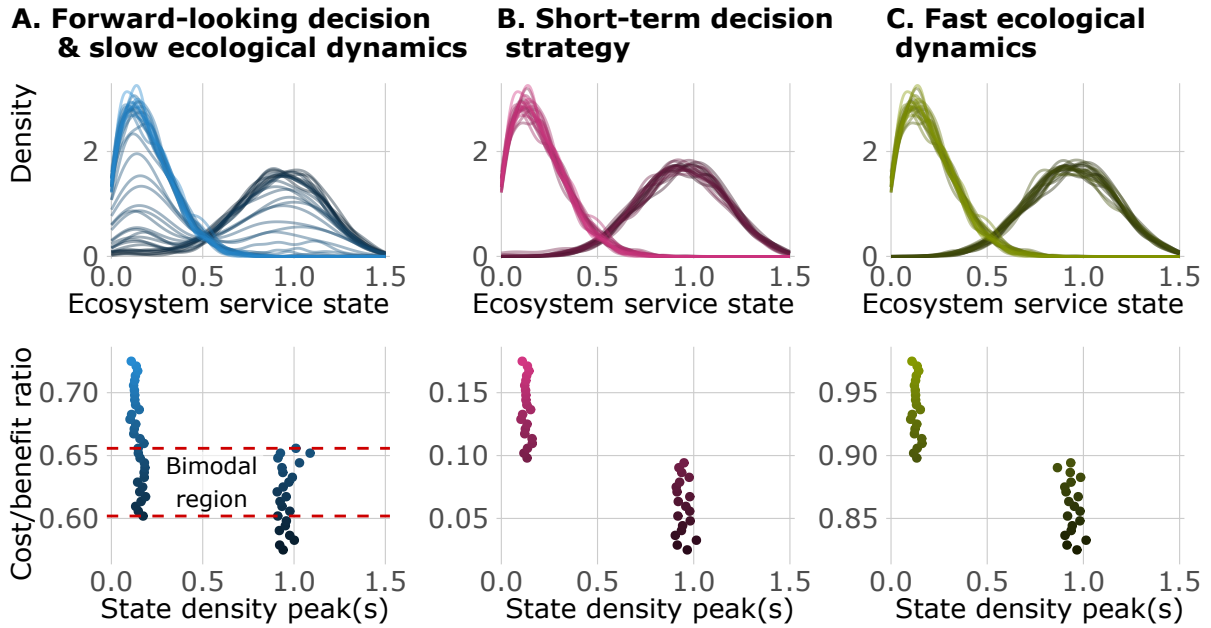 A. Forward-looking decision
& slow ecological dynamics
B. Short-term decision
strategy
C. Fast ecological
dynamics
Density
2
0
0.0 0.5 1.0 1.5
Ecosystem service state
2
0
0.0 0.5 1.0 1.5
Ecosystem service state
2
0
0.0 0.5 1.0 1.5
Ecosystem service state
Cost/benefit ratio
0.70
0.65
0.60
Bimodal
region
0.0 0.5 1.0 1.5
State density peak(s)
0.15
0.10
0.05
0.0 0.5 1.0 1.5
State density peak(s)
0.95
0.90
0.85
0.0 0.5 1.0 1.5
State density peak(s)